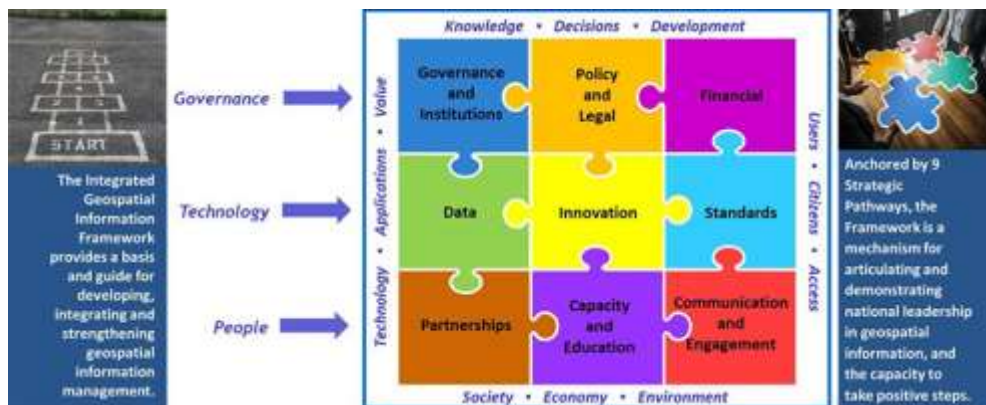 START
The Integrated
Geospatial
Information
Framework
provides a basis
and guide for
developing,
integrating and
strengthening
geospatial
information
management.
Governance
Technology
People
Knowledge • Decisions • Development
Technology • Applications • Value
Governance
and
Institutions
Policy
and
Legal
Financial
Data
Innovation
Standards
Partnerships
Capacity
and
Education
Communication
and
Engagement
Users • Citizens • Access
Society • Economy • Environment
Anchored by 9
Strategic
Pathways, the
Framework is a
mechanism for
articulating and
demonstrating
national leadership
in geospatial
information, and
the capacity to
take positive steps.